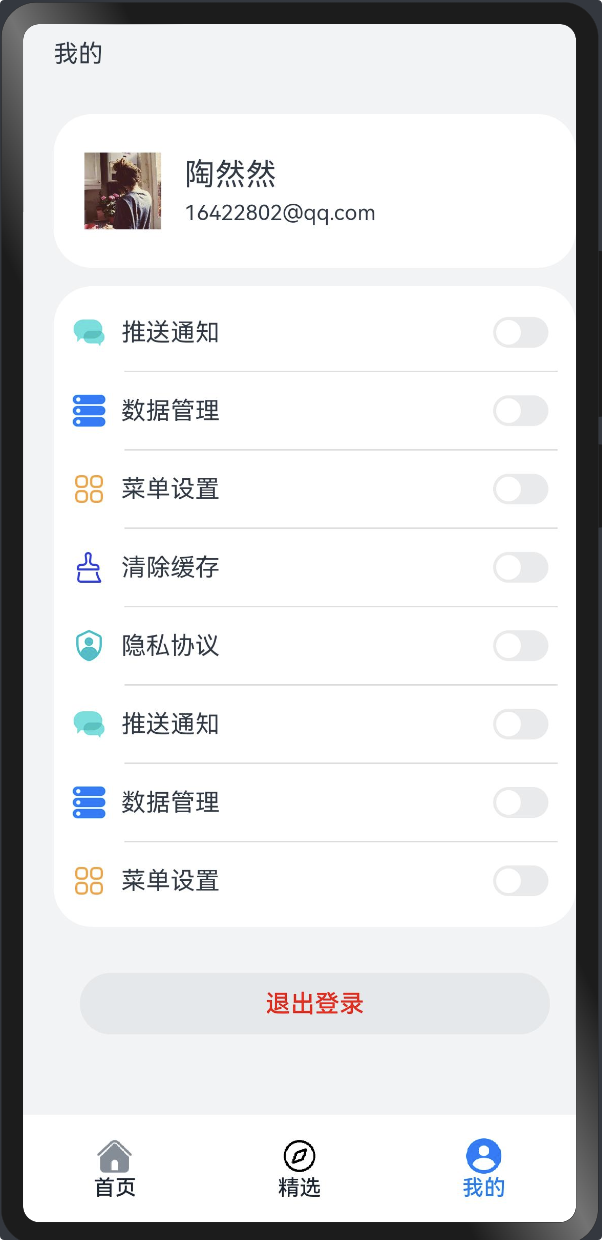 我的
陶然然
16422802@qq.com
推送通知
数据管理
菜单设置
清除缓存
隐私协议
推送通知
数据管理
菜单设置
退出登录
首页
精选
我的